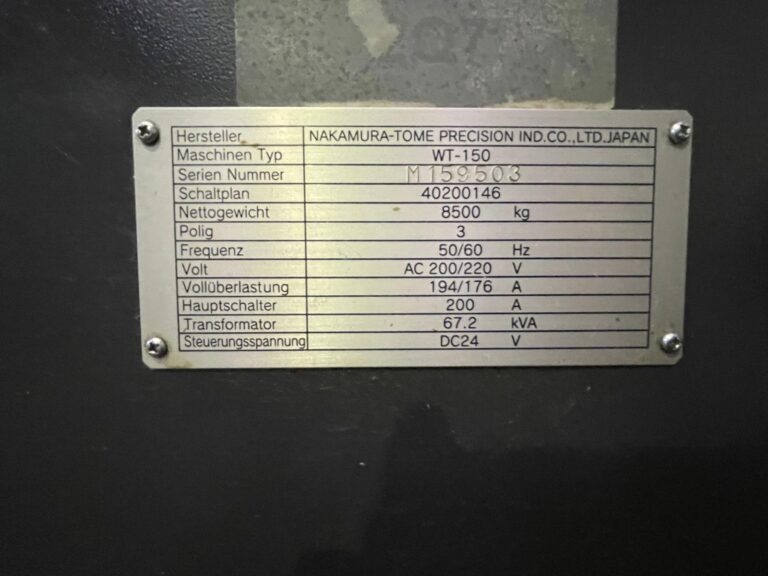 Hersteller NAKAMURA-TOME PRECISION IND.CO.,LTD.JAPAN
Maschinen Typ WT-150
Serien Nummer M159503
Schaltplan 40200146
Nettogewicht 8500 kg
Polig 3
Frequenz 50/60 Hz
Volt AC 200/220 V
Vollüberlastung 194/176 A
Hauptschalter 200 A
Transformator 67.2 kVA
Steuerungsspannung DC24 V